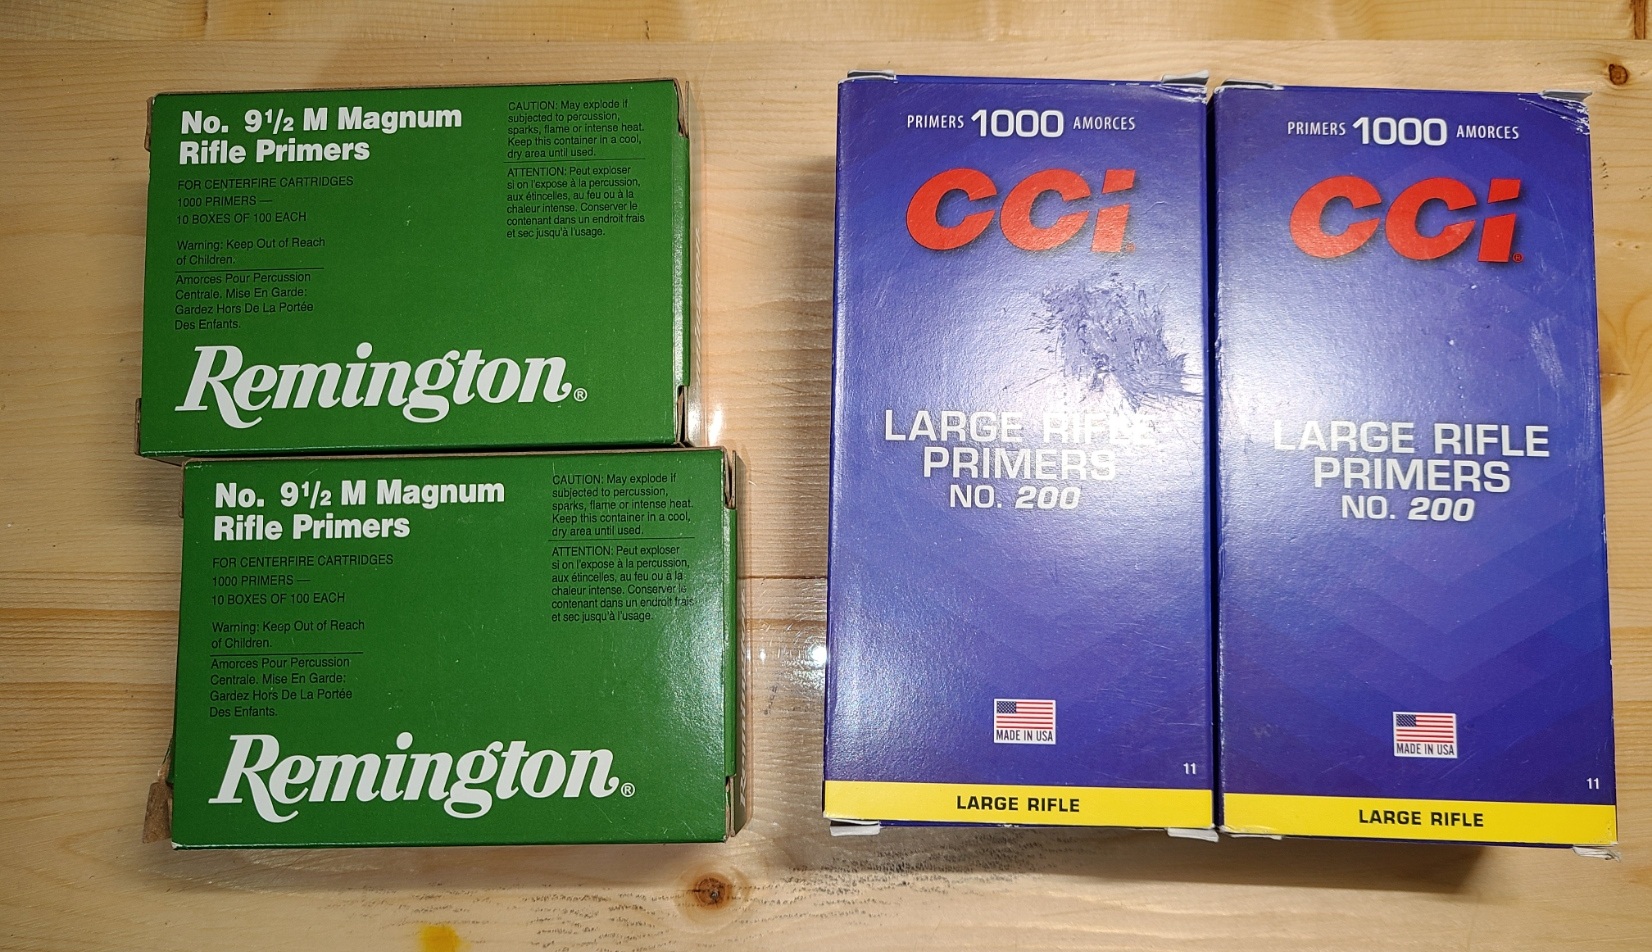 No. 9 1/2 M Magnum
Rifle Primers
FOR CENTERFIRE CARTRIDGES
1000 PRIMERS —
10 BOXES OF 100 EACH
Warning: Keep Out of Reach
of Children.
Amorces Pour Percussion
Centrale. Mise En Garde:
Gardez Hors De La Portée
Des Enfants.
CAUTION: May explode if
subjected to percussion,
sparks, flame or intense heat.
Keep this container in a cool,
dry area until used.
ATTENTION: Peut exploser
si on l'expose à la percussion,
aux étincelles, au feu ou à la
chaleur intense. Conserver le
contenant dans un endroit frais
et sec jusqu'à l'usage.
Remington®
No. 9 1/2 M Magnum
Rifle Primers
FOR CENTERFIRE CARTRIDGES
1000 PRIMERS —
10 BOXES OF 100 EACH
Warning: Keep Out of Reach
of Children.
Amorces Pour Percussion
Centrale. Mise En Garde:
Gardez Hors De La Portée
Des Enfants.
CAUTION: May explode if
subjected to percussion,
sparks, flame or intense heat.
Keep this container in a cool,
dry area until used.
ATTENTION: Peut exploser
si on l'expose à la percussion,
aux étincelles, au feu ou à la
chaleur intense. Conserver le
contenant dans un endroit frais
et sec jusqu'à l'usage.
Remington®
PRIMERS 1000 AMORCES
CCi®
LARGE RIFLE
PRIMERS
NO. 200
MADE IN USA
11
LARGE RIFLE
PRIMERS 1000 AMORCES
CCi®
LARGE RIFLE
PRIMERS
NO. 200
MADE IN USA
11
LARGE RIFLE